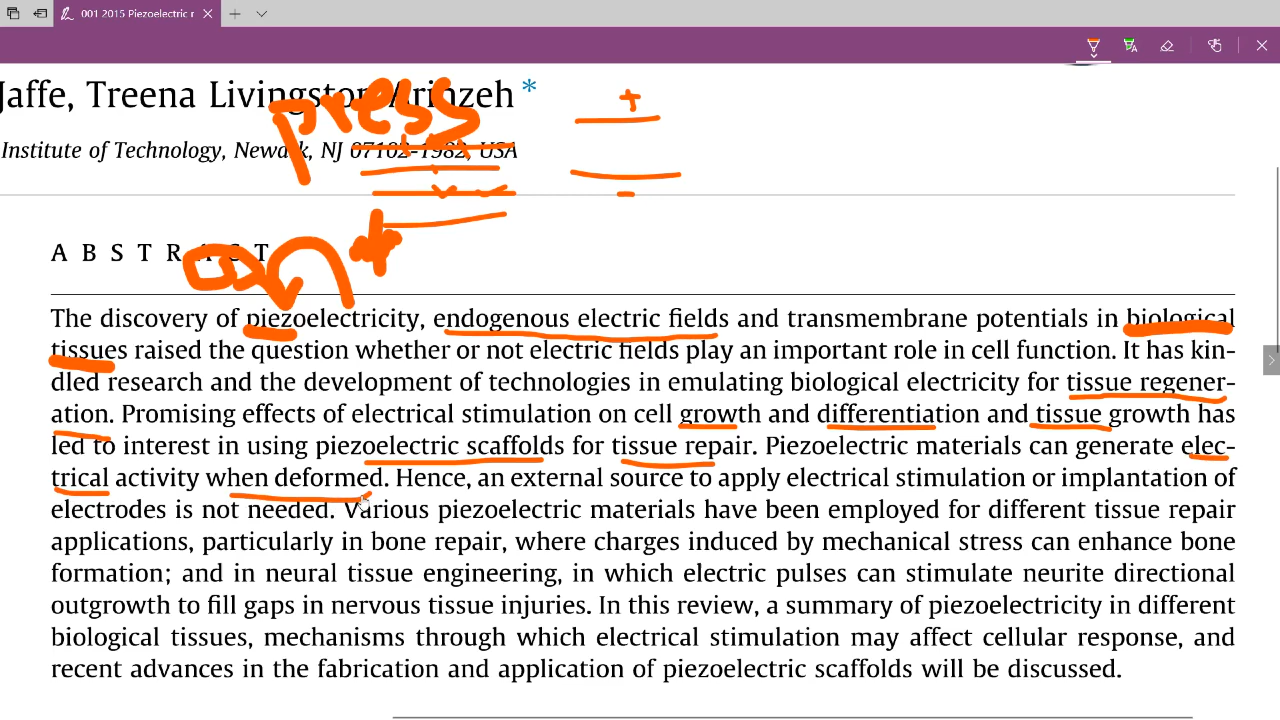 001 2015 Piezoelectric r
Jaffe, Treena Livingston Arinzeh *
press
+
Institute of Technology, Newark, NJ 07102-1982, USA
-
ABSTRACT
The discovery of piezoelectricity, endogenous electric fields and transmembrane potentials in biological
tissues raised the question whether or not electric fields play an important role in cell function. It has kin-
dled research and the development of technologies in emulating biological electricity for tissue regener-
ation. Promising effects of electrical stimulation on cell growth and differentiation and tissue growth has
led to interest in using piezoelectric scaffolds for tissue repair. Piezoelectric materials can generate elec-
trical activity when deformed. Hence, an external source to apply electrical stimulation or implantation of
electrodes is not needed. Various piezoelectric materials have been employed for different tissue repair
applications, particularly in bone repair, where charges induced by mechanical stress can enhance bone
formation; and in neural tissue engineering, in which electric pulses can stimulate neurite directional
outgrowth to fill gaps in nervous tissue injuries. In this review, a summary of piezoelectricity in different
biological tissues, mechanisms through which electrical stimulation may affect cellular response, and
recent advances in the fabrication and application of piezoelectric scaffolds will be discussed.